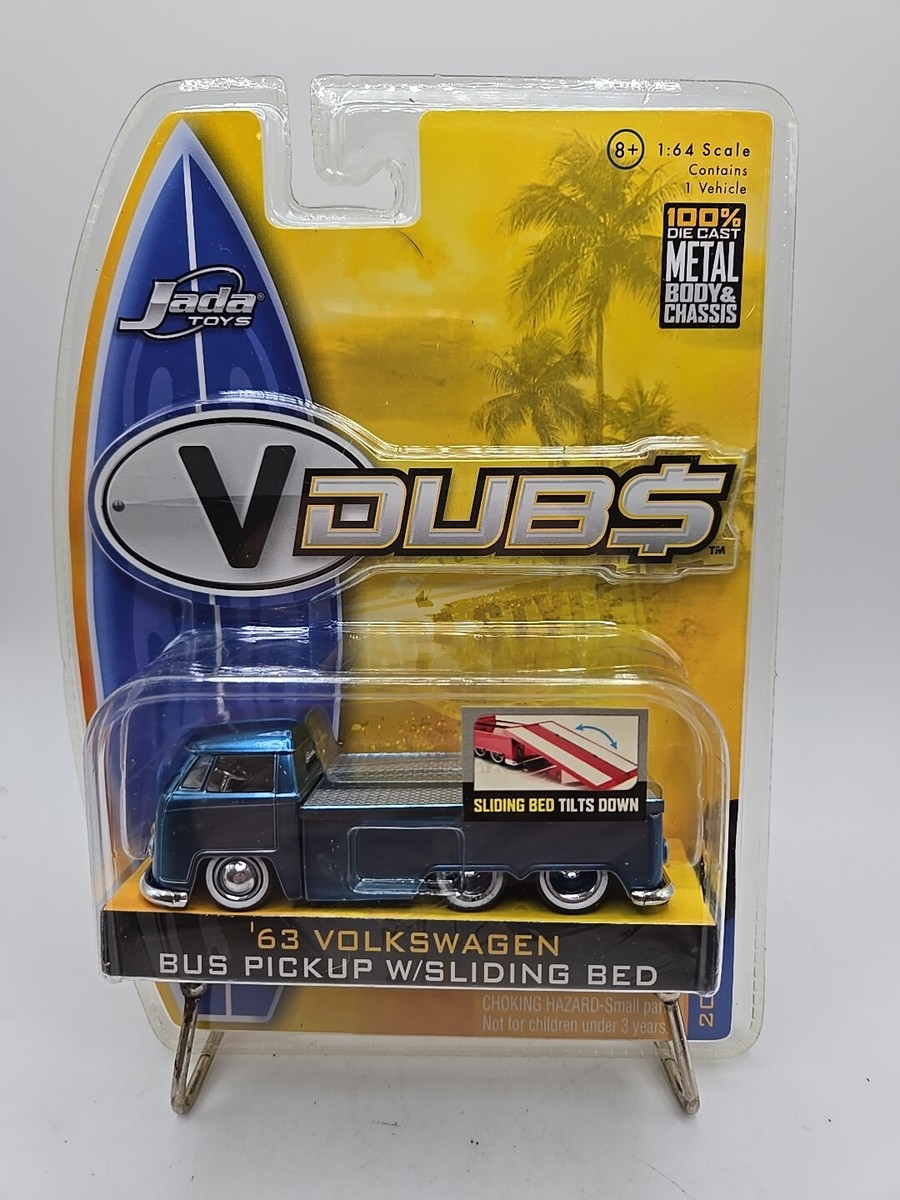 8+ 1:64 Scale
Contains
1 Vehicle
100%
DIE CAST
METAL
BODY&
CHASSIS
Jada®
TOYS
V DUB$™
SLIDING BED TILTS DOWN
'63 VOLKSWAGEN
BUS PICKUP W/SLIDING BED
CHOKING HAZARD-Small par
Not for children under 3 years